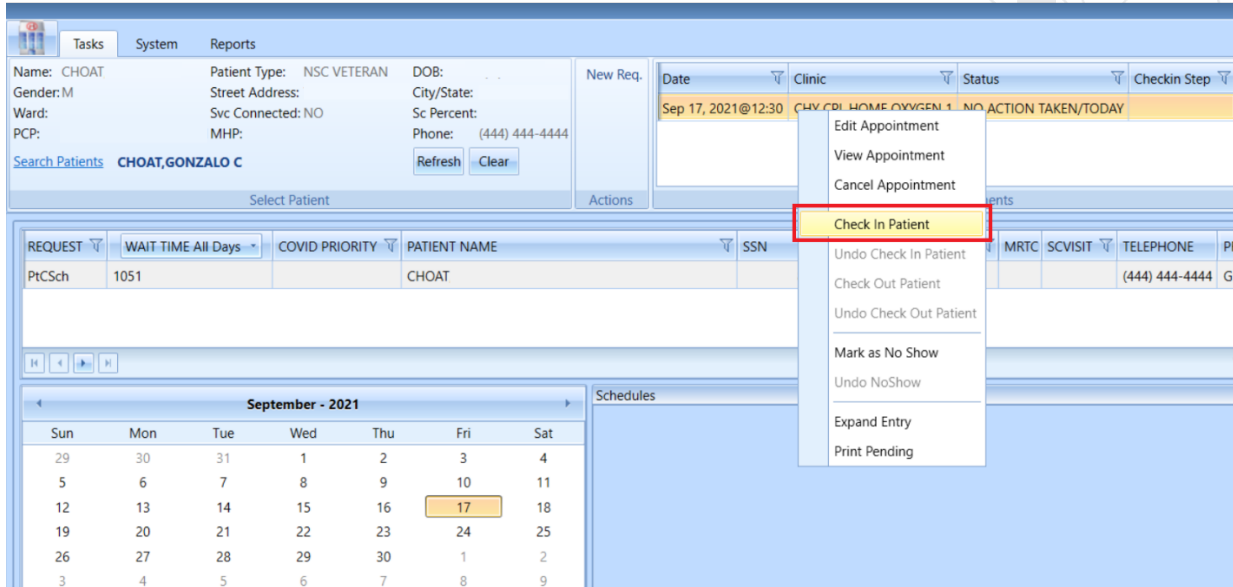 Tasks System Reports
Name: CHOAT Patient Type: NSC VETERAN DOB:
Gender: M Street Address: City/State:
Ward: Svc Connected: NO Sc Percent:
PCP: MHP: Phone: (444) 444-4444
Search Patients CHOAT,GONZALO C Refresh Clear
Select Patient
New Req.
Actions
Date Clinic Status Checkin Step
Sep 17, 2021@12:30 CHY CPL HOME OXYGEN 1 NO ACTION TAKEN/TODAY
Edit Appointment
View Appointment
Cancel Appointment
Check In Patient
Undo Check In Patient
Check Out Patient
Undo Check Out Patient
Mark as No Show
Undo NoShow
Expand Entry
Print Pending
REQUEST WAIT TIME All Days COVID PRIORITY PATIENT NAME SSN MRTC SCVISIT TELEPHONE
PtCSch 1051 CHOAT (444) 444-4444 G
September - 2021
Sun Mon Tue Wed Thu Fri Sat
29 30 31 1 2 3 4
5 6 7 8 9 10 11
12 13 14 15 16 17 18
19 20 21 22 23 24 25
26 27 28 29 30 1 2
3 4 5 6 7 8 9
Schedules